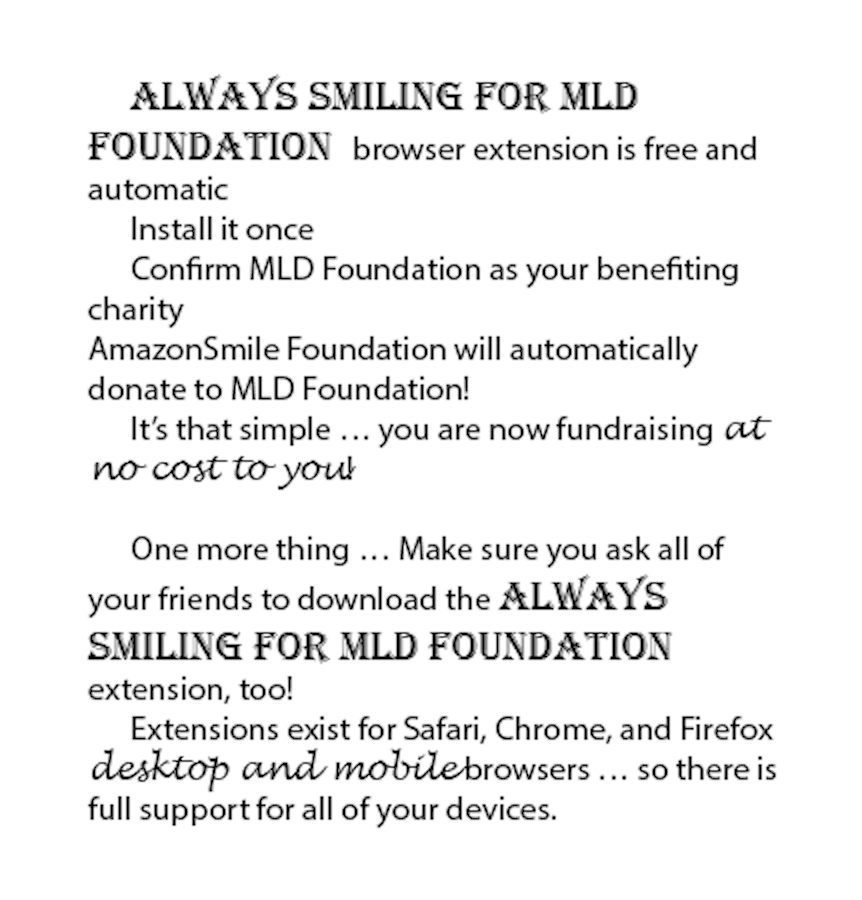 ALWAYS SMILING FOR MLD
FOUNDATION browser extension is free and
automatic
Install it once
Confirm MLD Foundation as your benefiting
charity
AmazonSmile Foundation will automatically
donate to MLD Foundation!
It’s that simple … you are now fundraising at
no cost to you!
One more thing … Make sure you ask all of
your friends to download the ALWAYS
SMILING FOR MLD FOUNDATION
extension, too!
Extensions exist for Safari, Chrome, and Firefox
desktop and mobile browsers … so there is
full support for all of your devices.